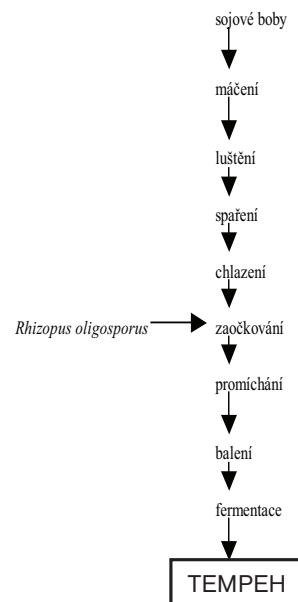 sojové boby
máčení
luštění
spaření
chlazení
Rhizopus oligosporus
zaočkování
promíchání
balení
fermentace
TEMPEH